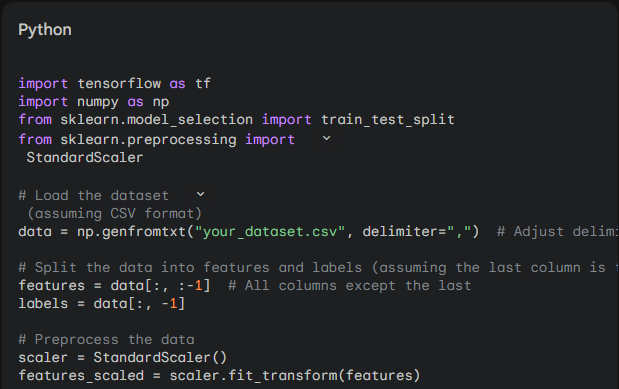 Python
import tensorflow as tf
import numpy as np
from sklearn.model_selection import train_test_split
from sklearn.preprocessing import
StandardScaler
# Load the dataset
(assuming CSV format)
data = np.genfromtxt("your_dataset.csv", delimiter=",")  # Adjust delim
# Split the data into features and labels (assuming the last column is
features = data[:, :-1]  # All columns except the last
labels = data[:, -1]
# Preprocess the data
scaler = StandardScaler()
features_scaled = scaler.fit_transform(features)